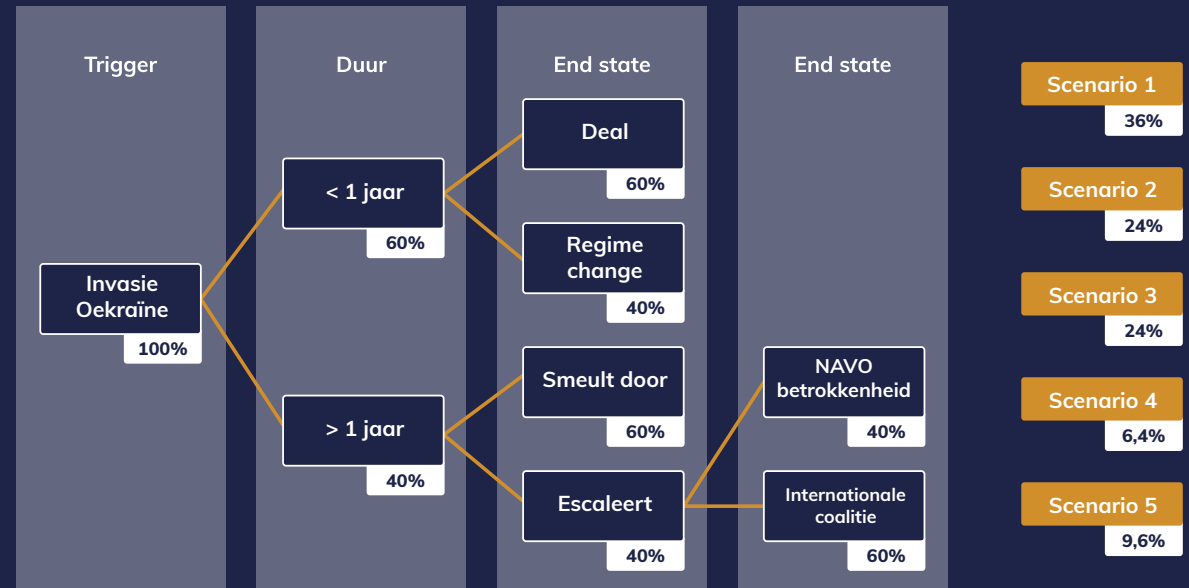 Trigger
Invasie
Oekraïne
100%
Duur
< 1 jaar
60%
> 1 jaar
40%
End state
Deal
60%
Regime
change
40%
Smeult door
60%
Escaleert
40%
End state
NAVO
betrokkenheid
40%
Internationale
coalitie
60%
Scenario 1
36%
Scenario 2
24%
Scenario 3
24%
Scenario 4
6,4%
Scenario 5
9,6%